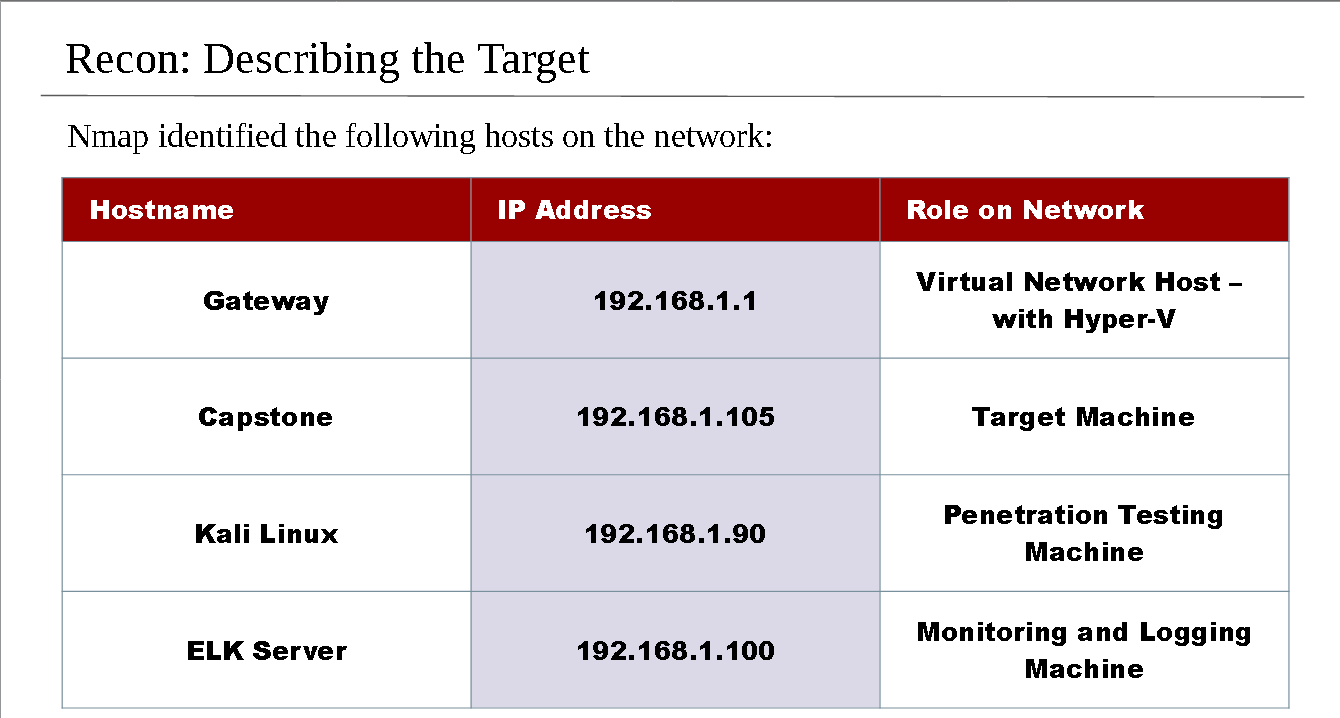 Recon: Describing the Target
Nmap identified the following hosts on the network:
Hostname IP Address Role on Network
Gateway 192.168.1.1 Virtual Network Host –
with Hyper-V
Capstone 192.168.1.105 Target Machine
Kali Linux 192.168.1.90 Penetration Testing
Machine
ELK Server 192.168.1.100 Monitoring and Logging
Machine